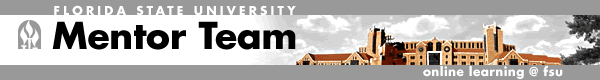 FLORIDA STATE UNIVERSITY
Mentor Team
online learning @ fsu